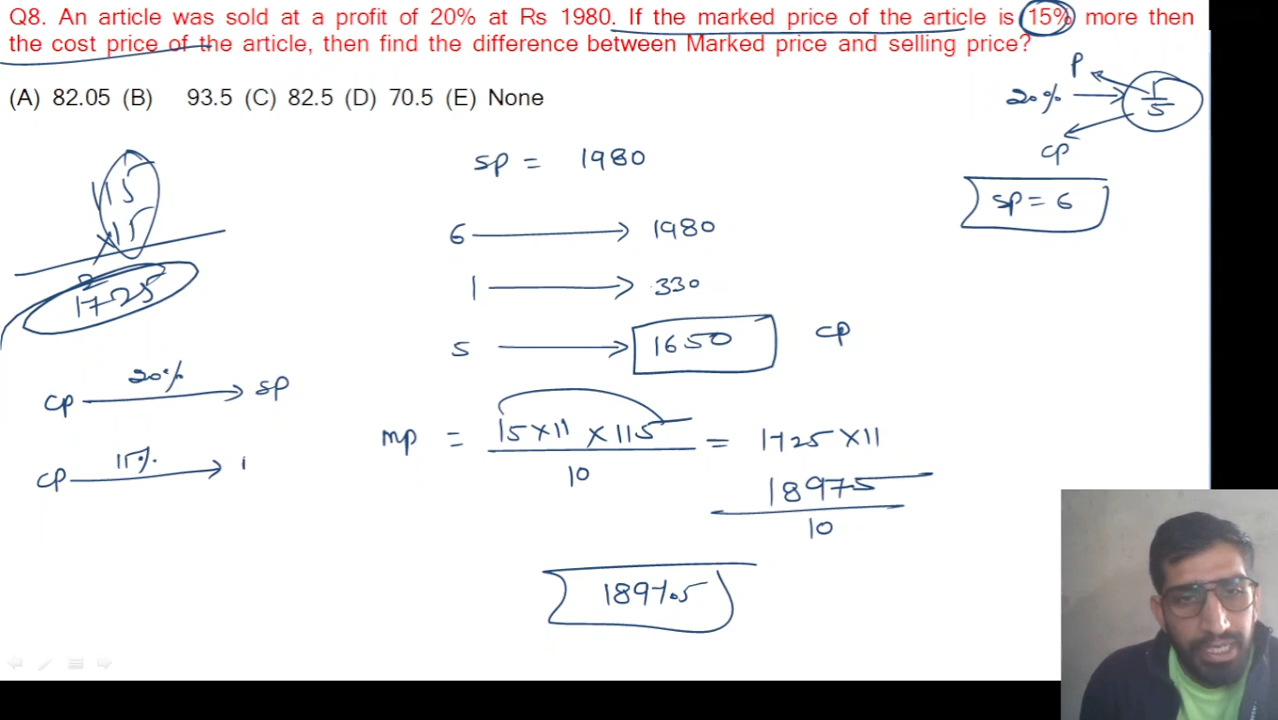 Q8. An article was sold at a profit of 20% at Rs 1980. If the marked price of the article is 15% more then
the cost price of the article, then find the difference between Marked price and selling price?
(A) 82.05 (B) 93.5 (C) 82.5 (D) 70.5 (E) None
P
20% → 1/5
CP
SP = 6
SP = 1980
6 → 1980
1 → 330
5 → 1650 CP
115
×15
2
1725
CP 20% → SP
CP 15% →
MP = 15×11×115/10 = 1725×11
18975/10
1897.5